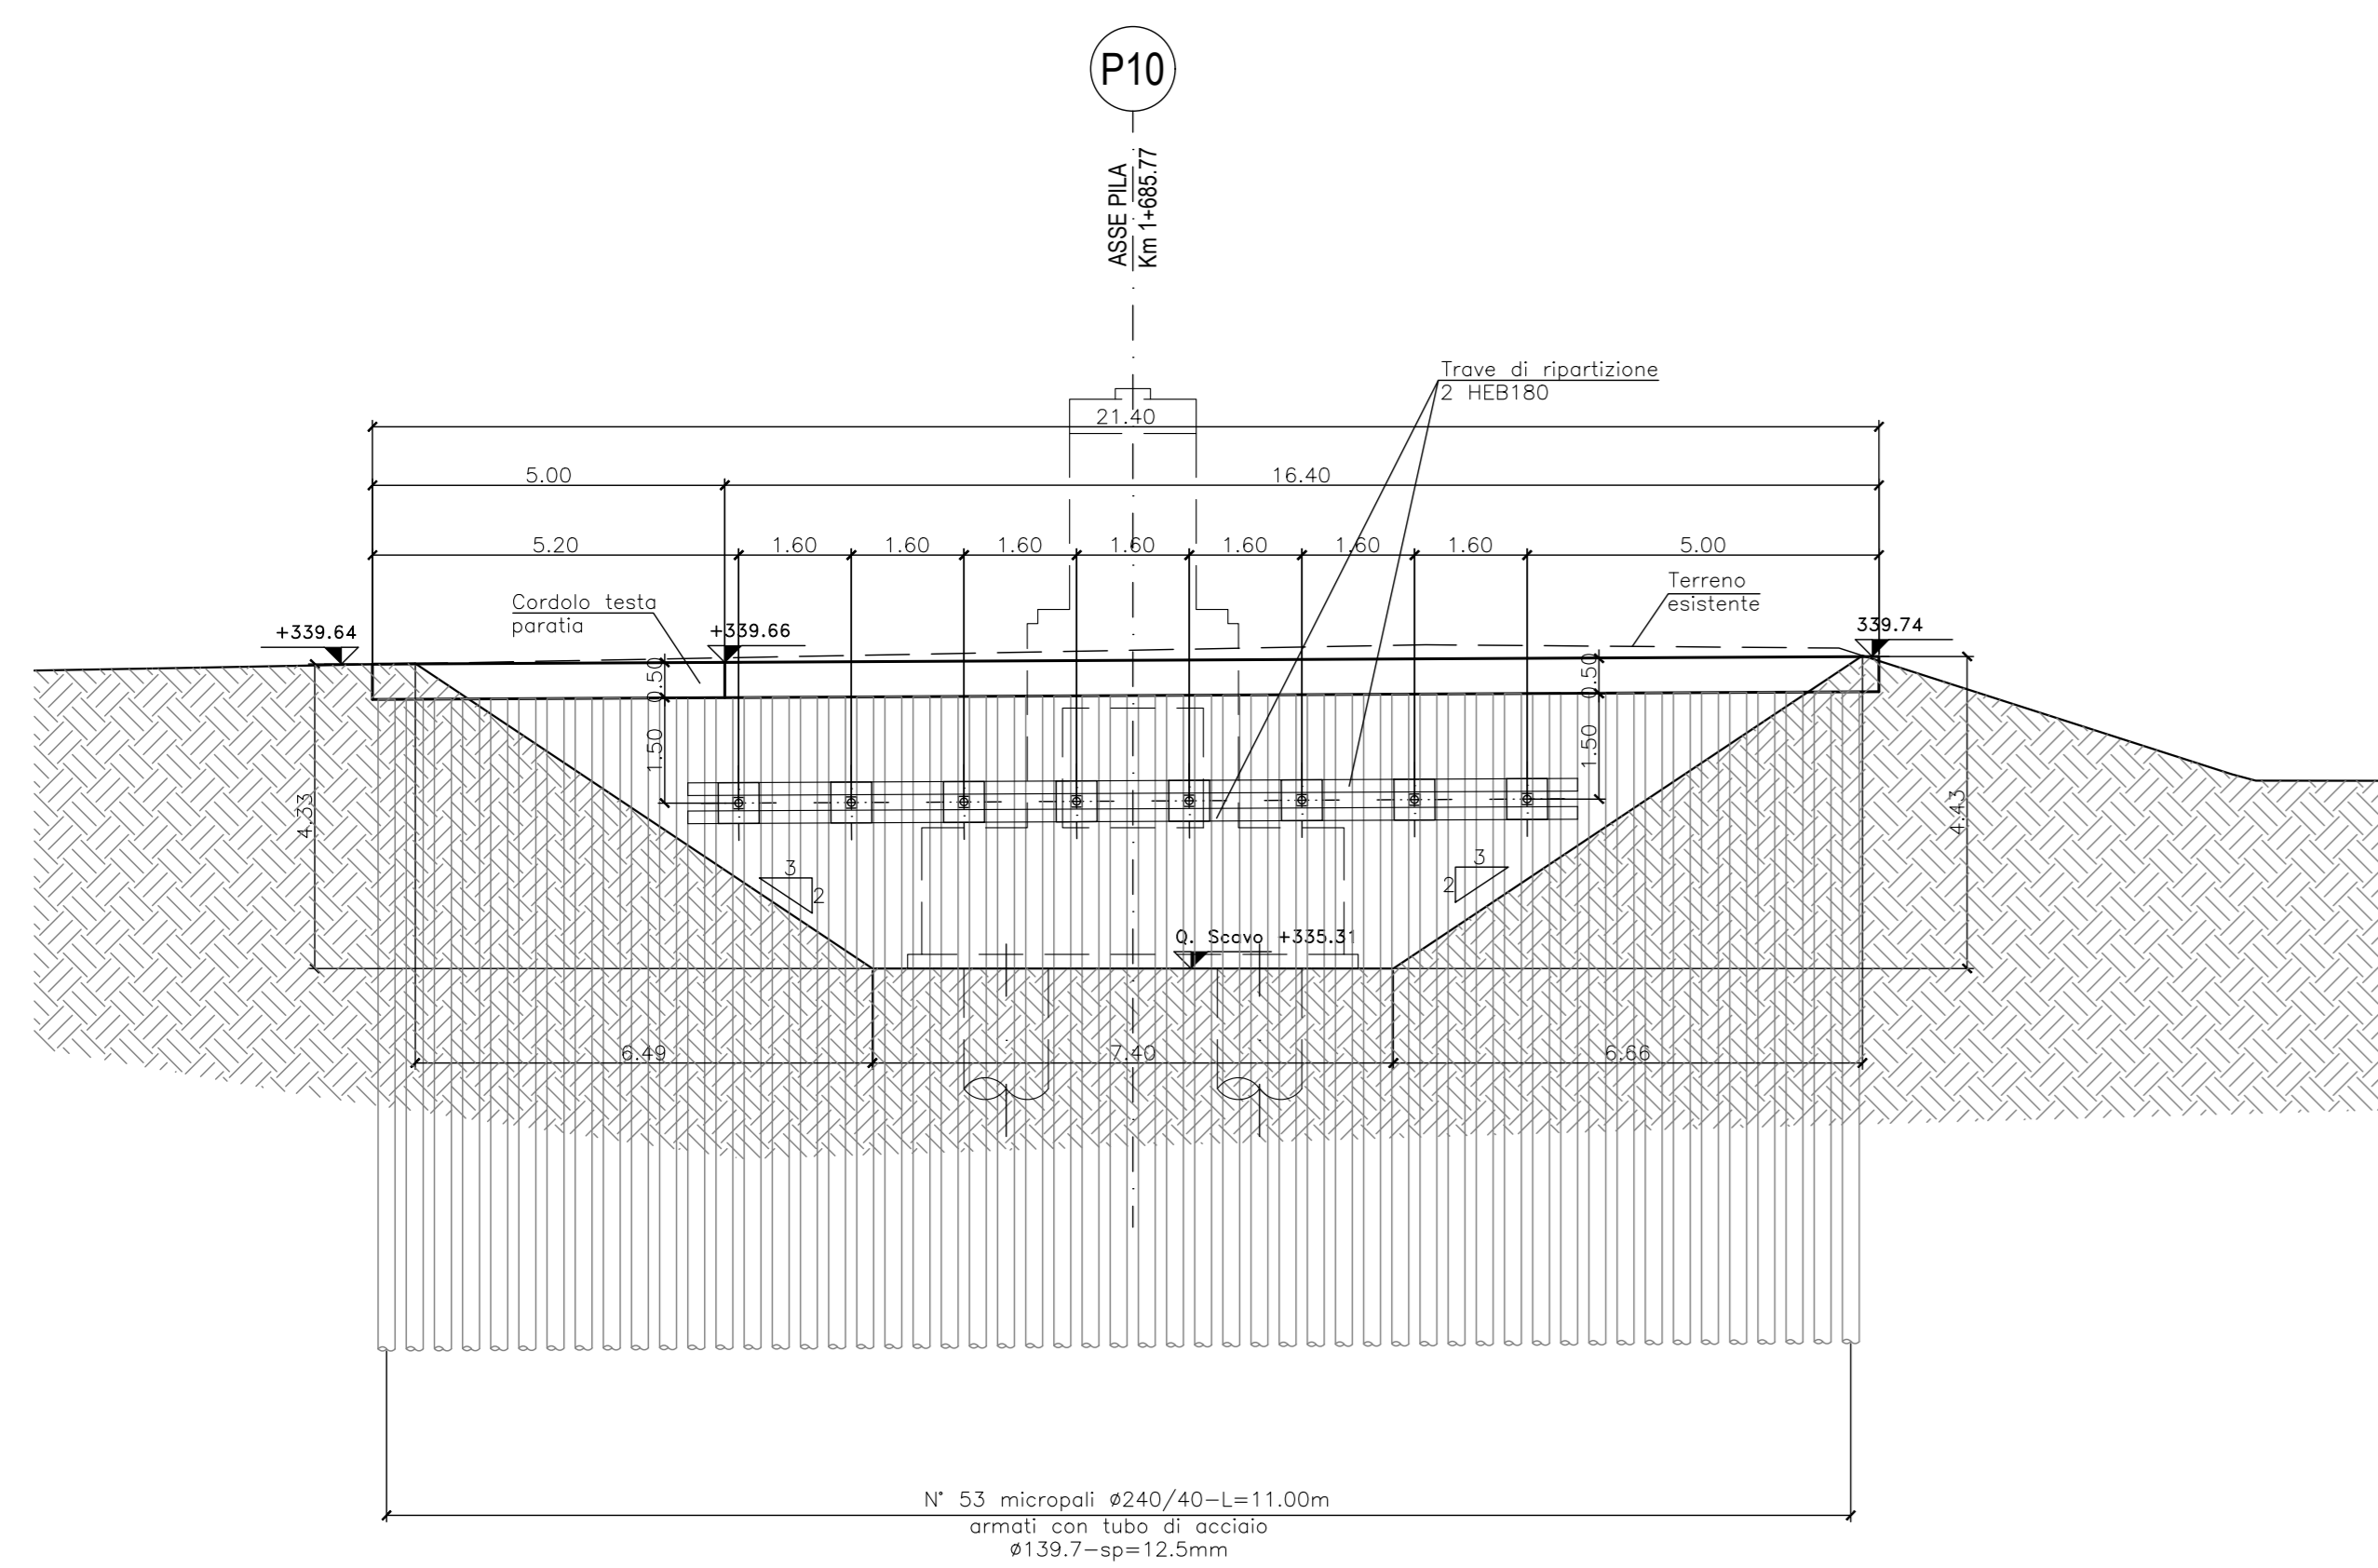 P10
ASSE PILA
Km 1+685.77
Trave di ripartizione
2 HEB180
21.40
5.00
16.40
5.20
1.60
1.60
1.60
1.60
1.60
1.60
1.60
5.00
Cordolo testa
paratia
Terreno
esistente
+339.64
+339.66
339.74
0.50
0.50
1.50
1.50
4.33
4.43
3
2
3
2
Q. Scavo +335.31
6.49
7.40
6.66
N° 53 micropali ø240/40-L=11.00m
armati con tubo di acciaio
ø139.7-sp=12.5mm